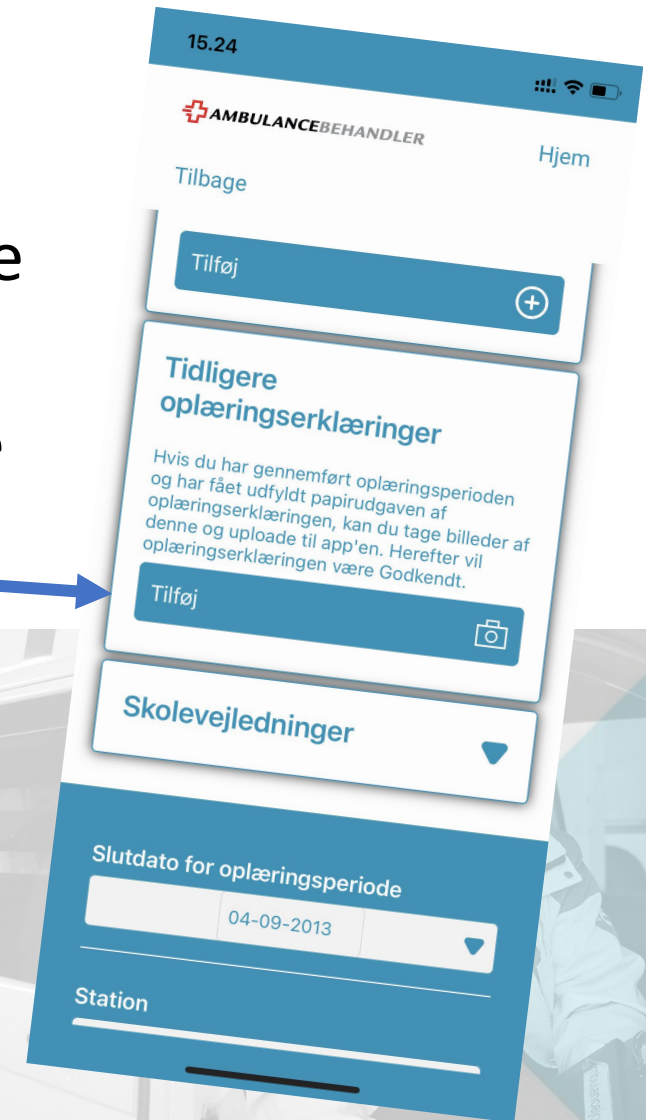 15.24
AMBULANCEBEHANDLER
Hjem
Tilbage
Tilføj
Tidligere
oplæringserklæringer
Hvis du har gennemført oplæringsperioden
og har fået udfyldt papirudgaven af
oplæringserklæringen, kan du tage billeder af
denne og uploade til app'en. Herefter vil
oplæringserklæringen være Godkendt.
Tilføj
Skolevejledninger
Slutdato for oplæringsperiode
04-09-2013
Station